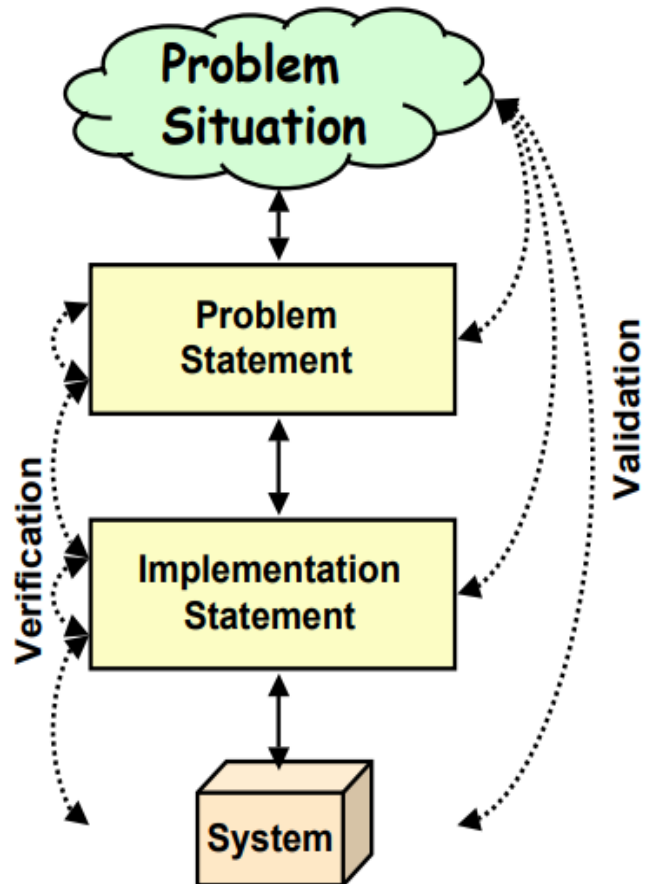 Problem
Situation
Problem
Statement
Validation
Verification
Implementation
Statement
System